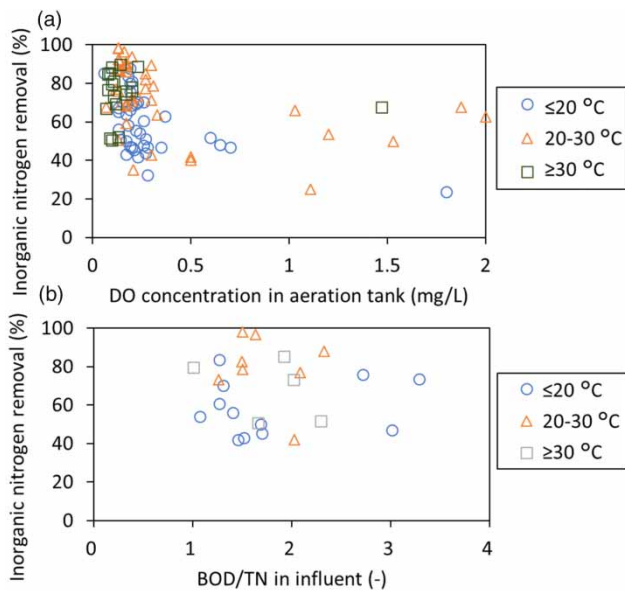 (a)
Inorganic nitrogen removal (%)
100
80
60
40
20
0
0 0.5 1 1.5 2
DO concentration in aeration tank (mg/L)
≤20 °C
20-30 °C
≥30 °C
(b)
Inorganic nitrogen removal (%)
100
80
60
40
20
0
0 1 2 3 4
BOD/TN in influent (-)
≤20 °C
20-30 °C
≥30 °C